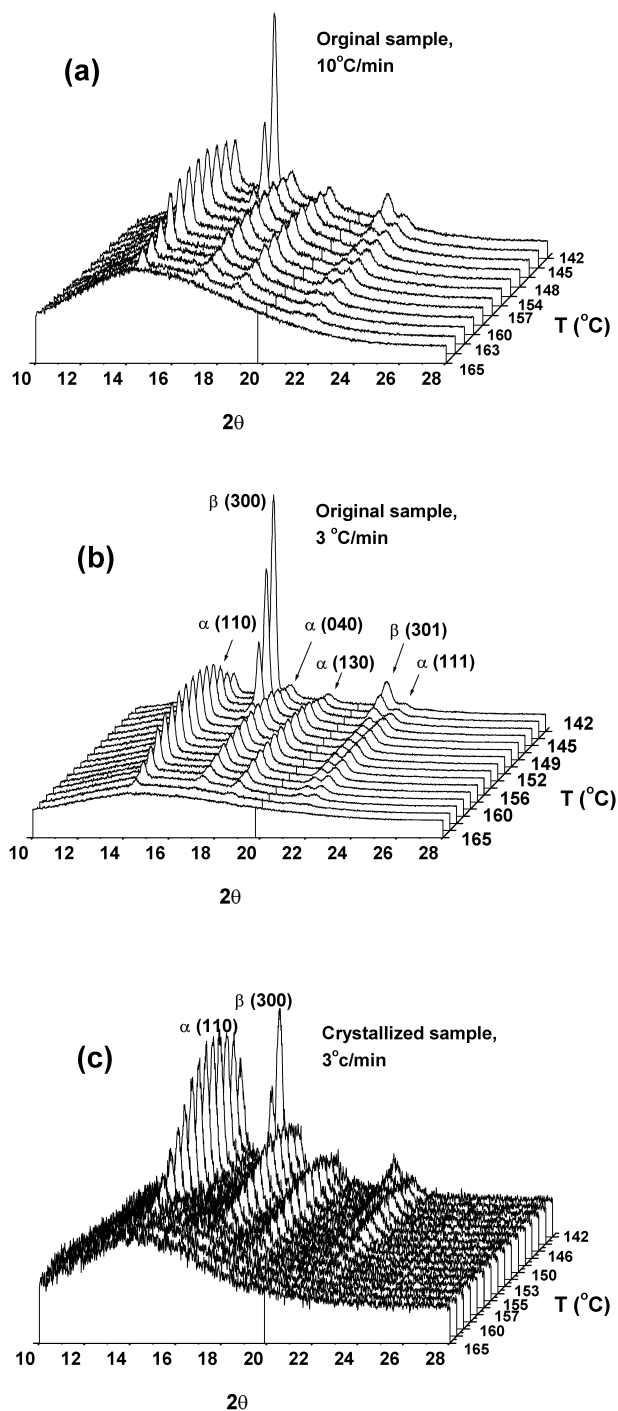 (a)
Orginal sample,
10°C/min
142
145
148
154
157
160
163
165
T (°C)
10 12 14 16 18 20 22 24 26 28
2θ
(b)
β (300)
Original sample,
3 °C/min
α (110)
α (040)
α (130)
β (301)
α (111)
142
145
149
152
156
160
165
T (°C)
10 12 14 16 18 20 22 24 26 28
2θ
(c)
β (300)
α (110)
Crystallized sample,
3°c/min
142
146
150
153
155
157
160
165
T (°C)
10 12 14 16 18 20 22 24 26 28
2θ